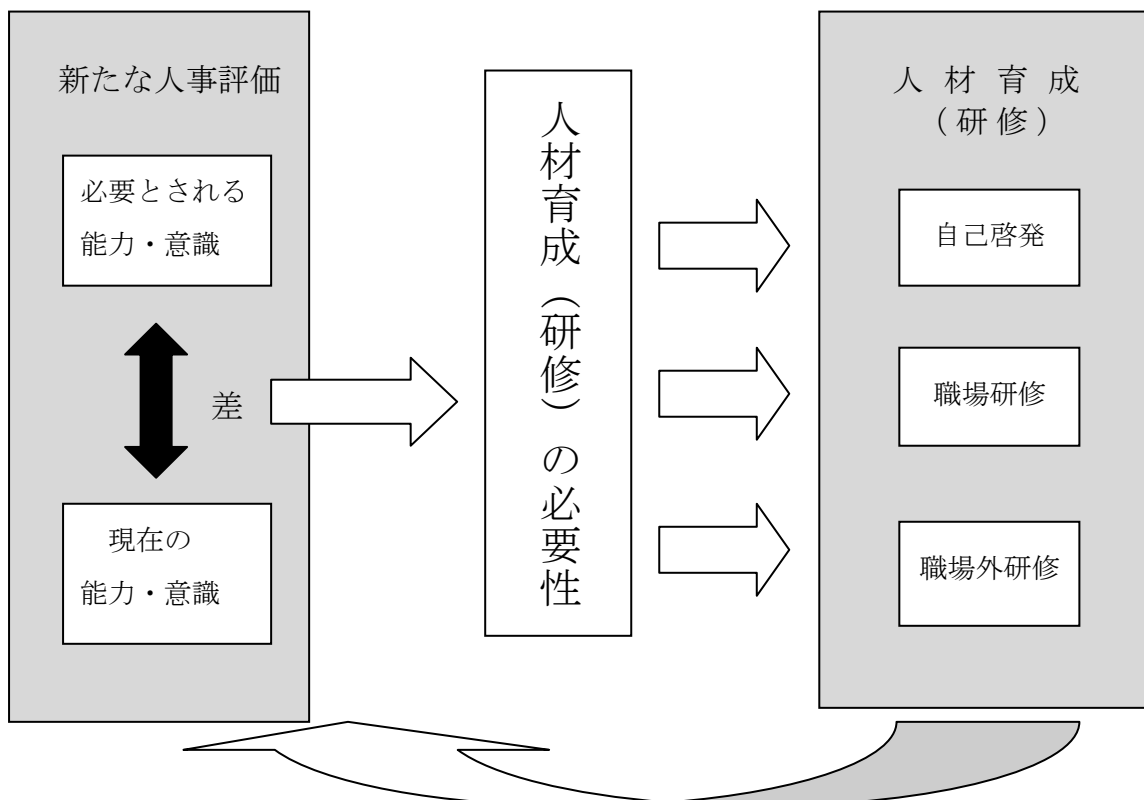 新たな人事評価
必要とされる
能力・意識
差
現在の
能力・意識
人材育成（研修）の必要性
人材育成
（研修）
自己啓発
職場研修
職場外研修